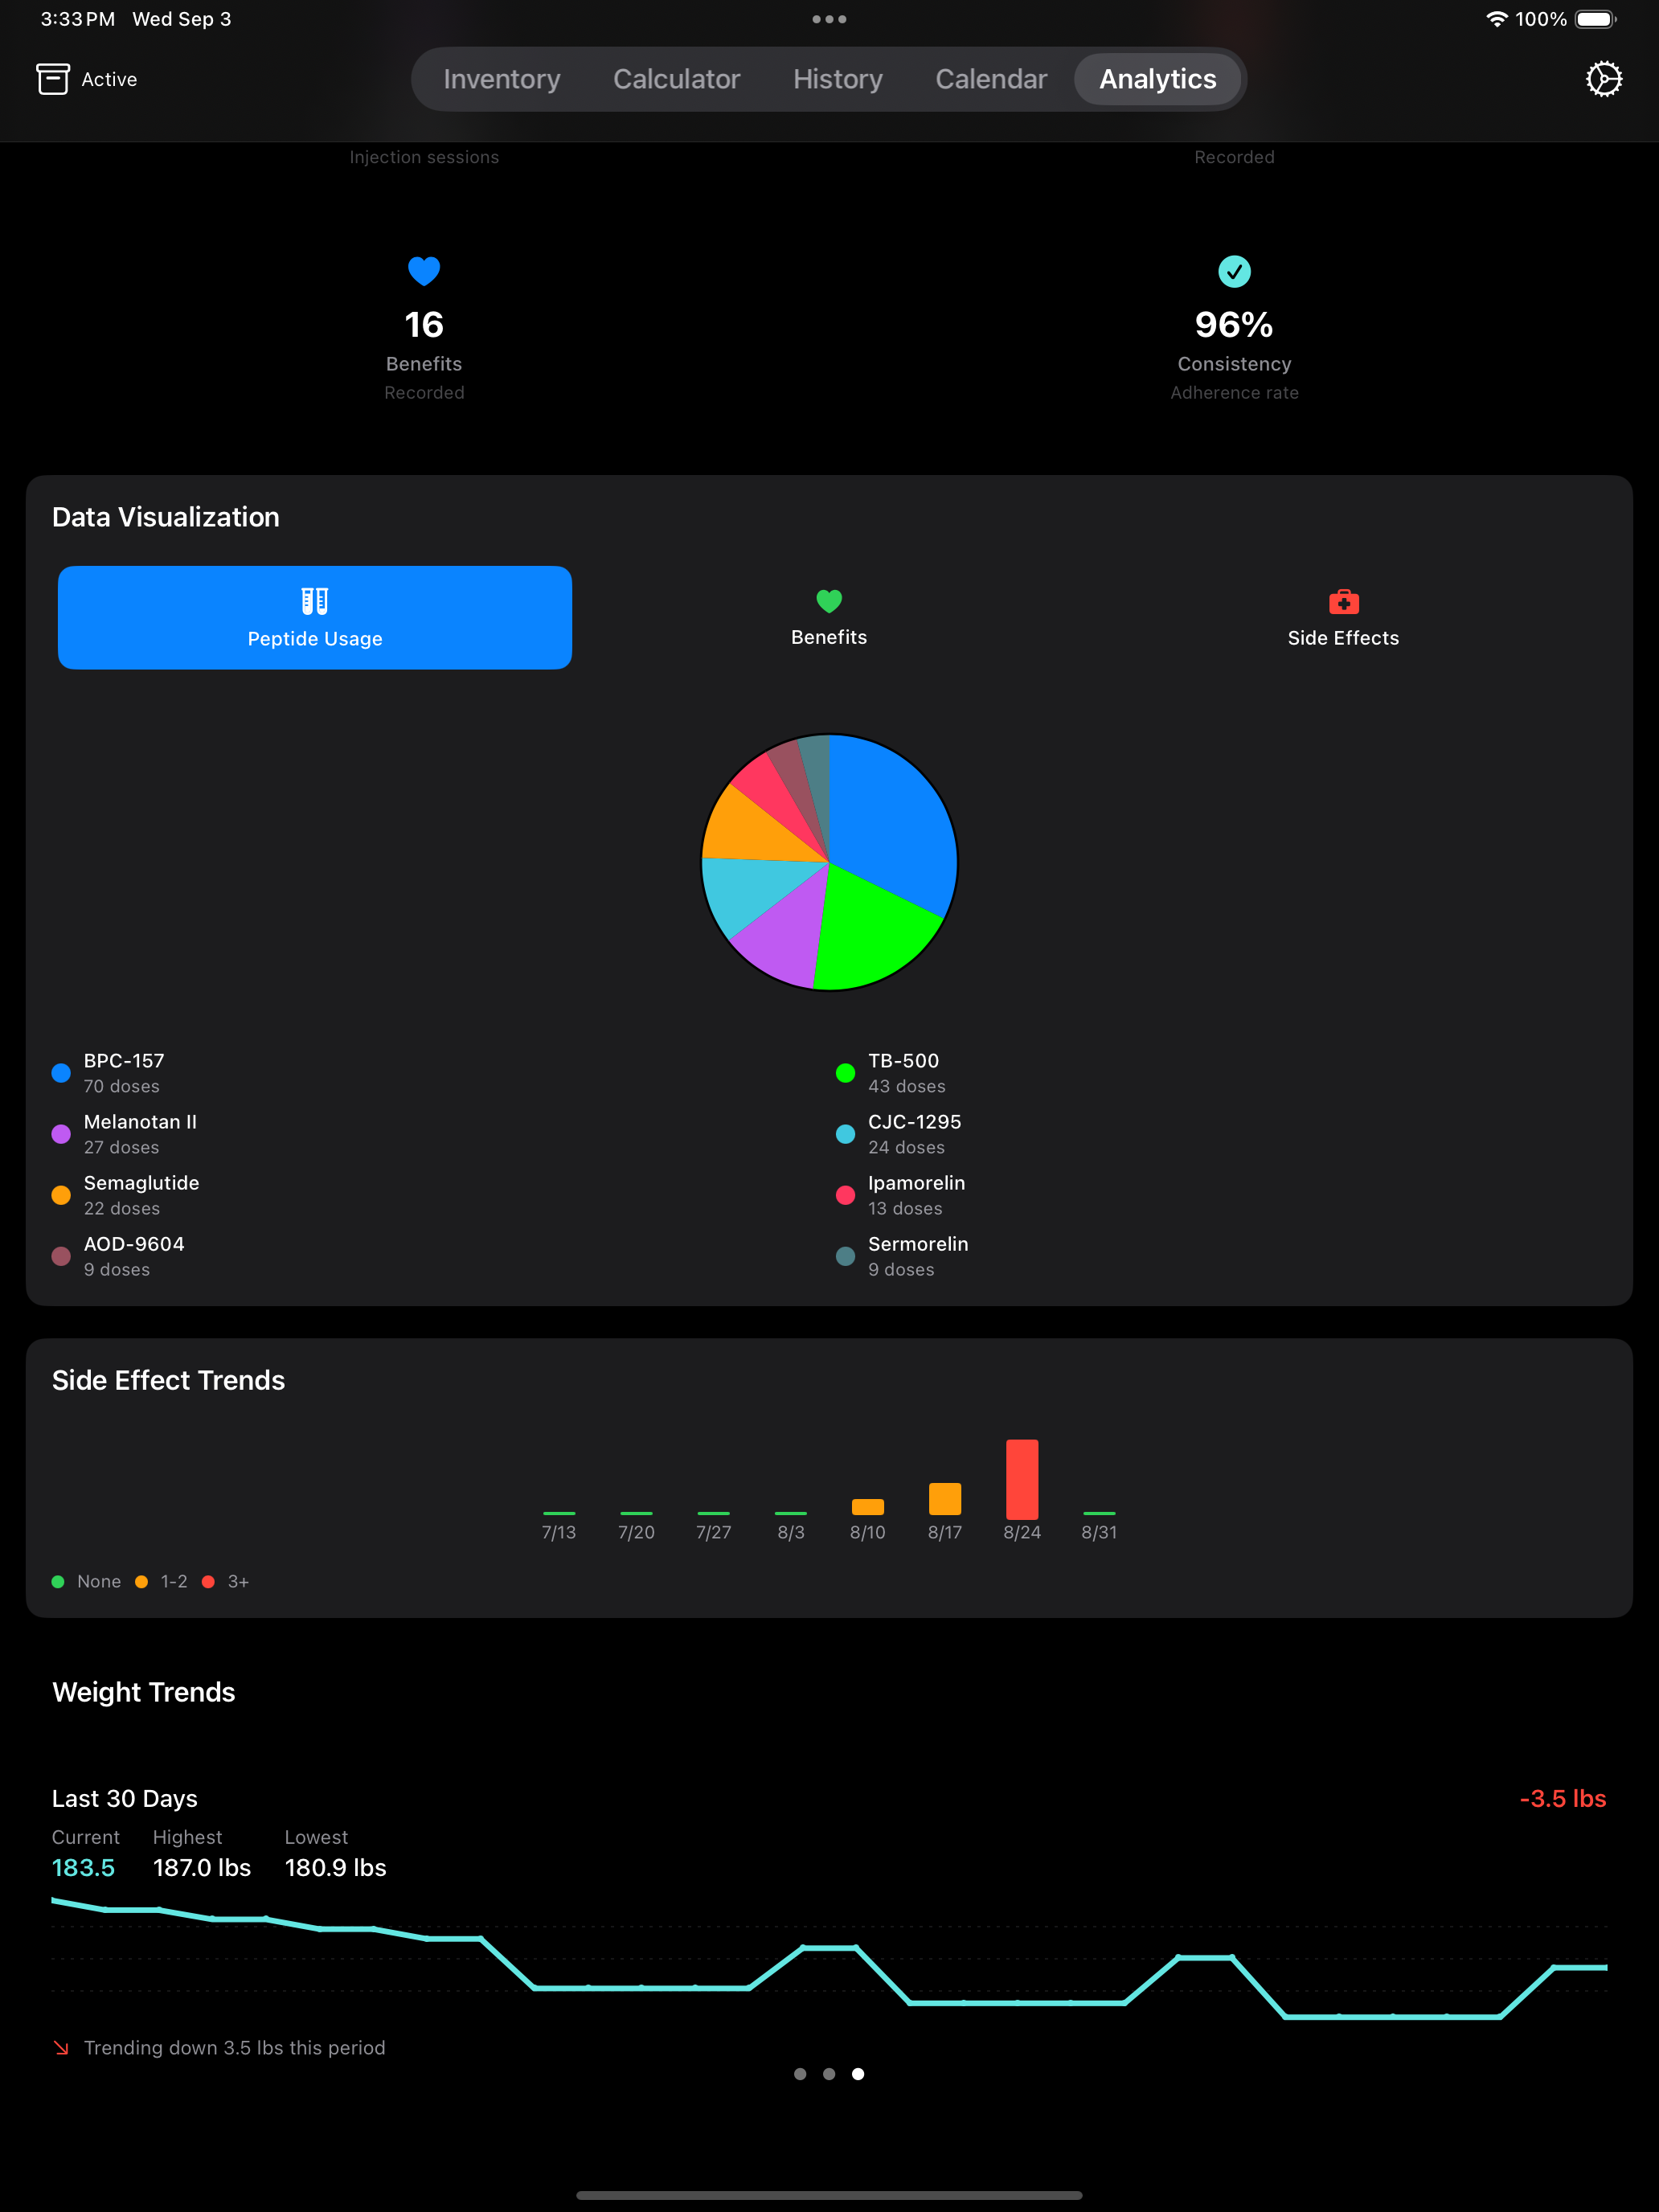 3:33 PM Wed Sep 3
100%
Active
Inventory
Calculator
History
Calendar
Analytics
Injection sessions
Recorded
16
Benefits
Recorded
96%
Consistency
Adherence rate
Data Visualization
Peptide Usage
Benefits
Side Effects
BPC-157
70 doses
TB-500
43 doses
Melanotan II
27 doses
CJC-1295
24 doses
Semaglutide
22 doses
Ipamorelin
13 doses
AOD-9604
9 doses
Sermorelin
9 doses
Side Effect Trends
7/13 7/20 7/27 8/3 8/10 8/17 8/24 8/31
None 1-2 3+
Weight Trends
Last 30 Days
-3.5 lbs
Current Highest Lowest
183.5 187.0 lbs 180.9 lbs
Trending down 3.5 lbs this period